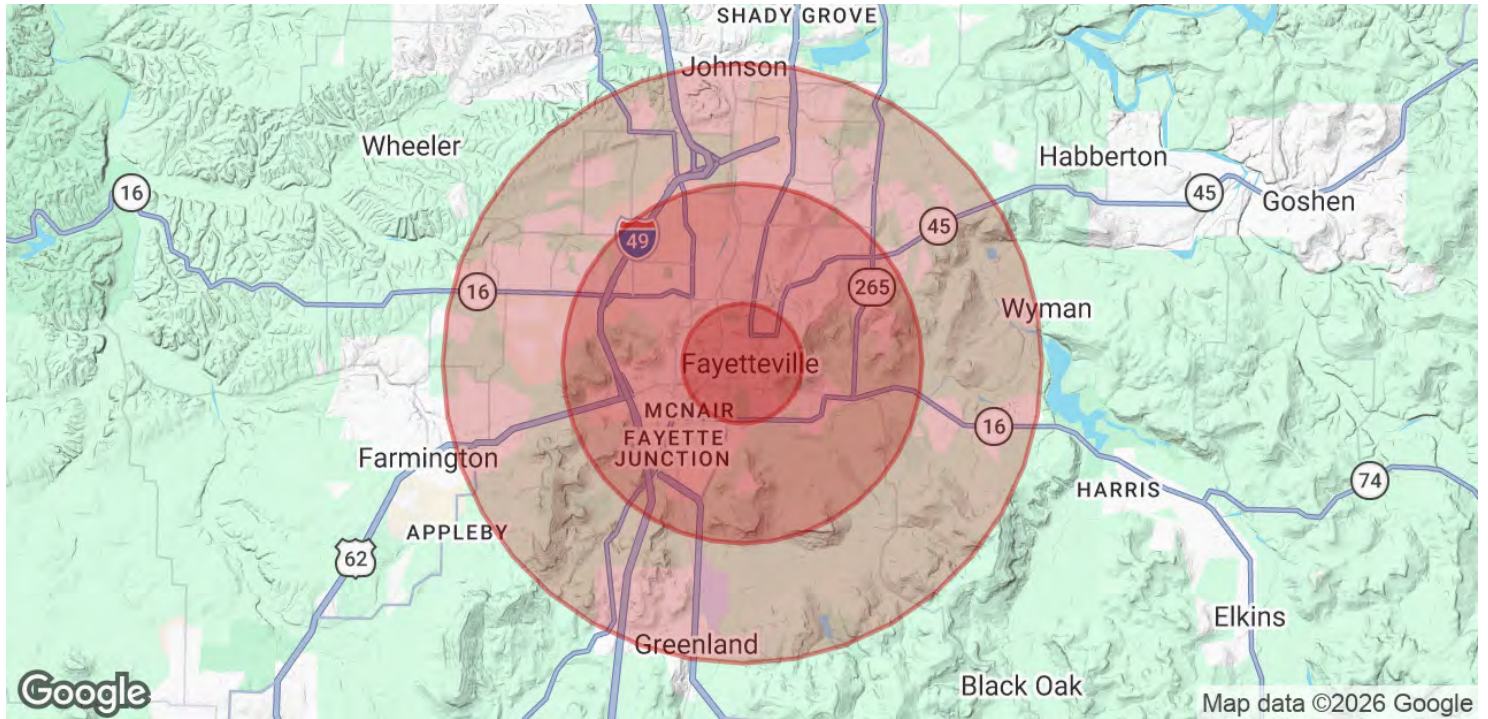 SHADY GROVE
Johnson
Wheeler
Habberton
16
45
Goshen
45
49
265
16
Wyman
Fayetteville
MCNAIR
FAYETTE
JUNCTION
16
Farmington
HARRIS
74
APPLEBY
62
Elkins
Greenland
Black Oak
Google
Map data ©2026 Google